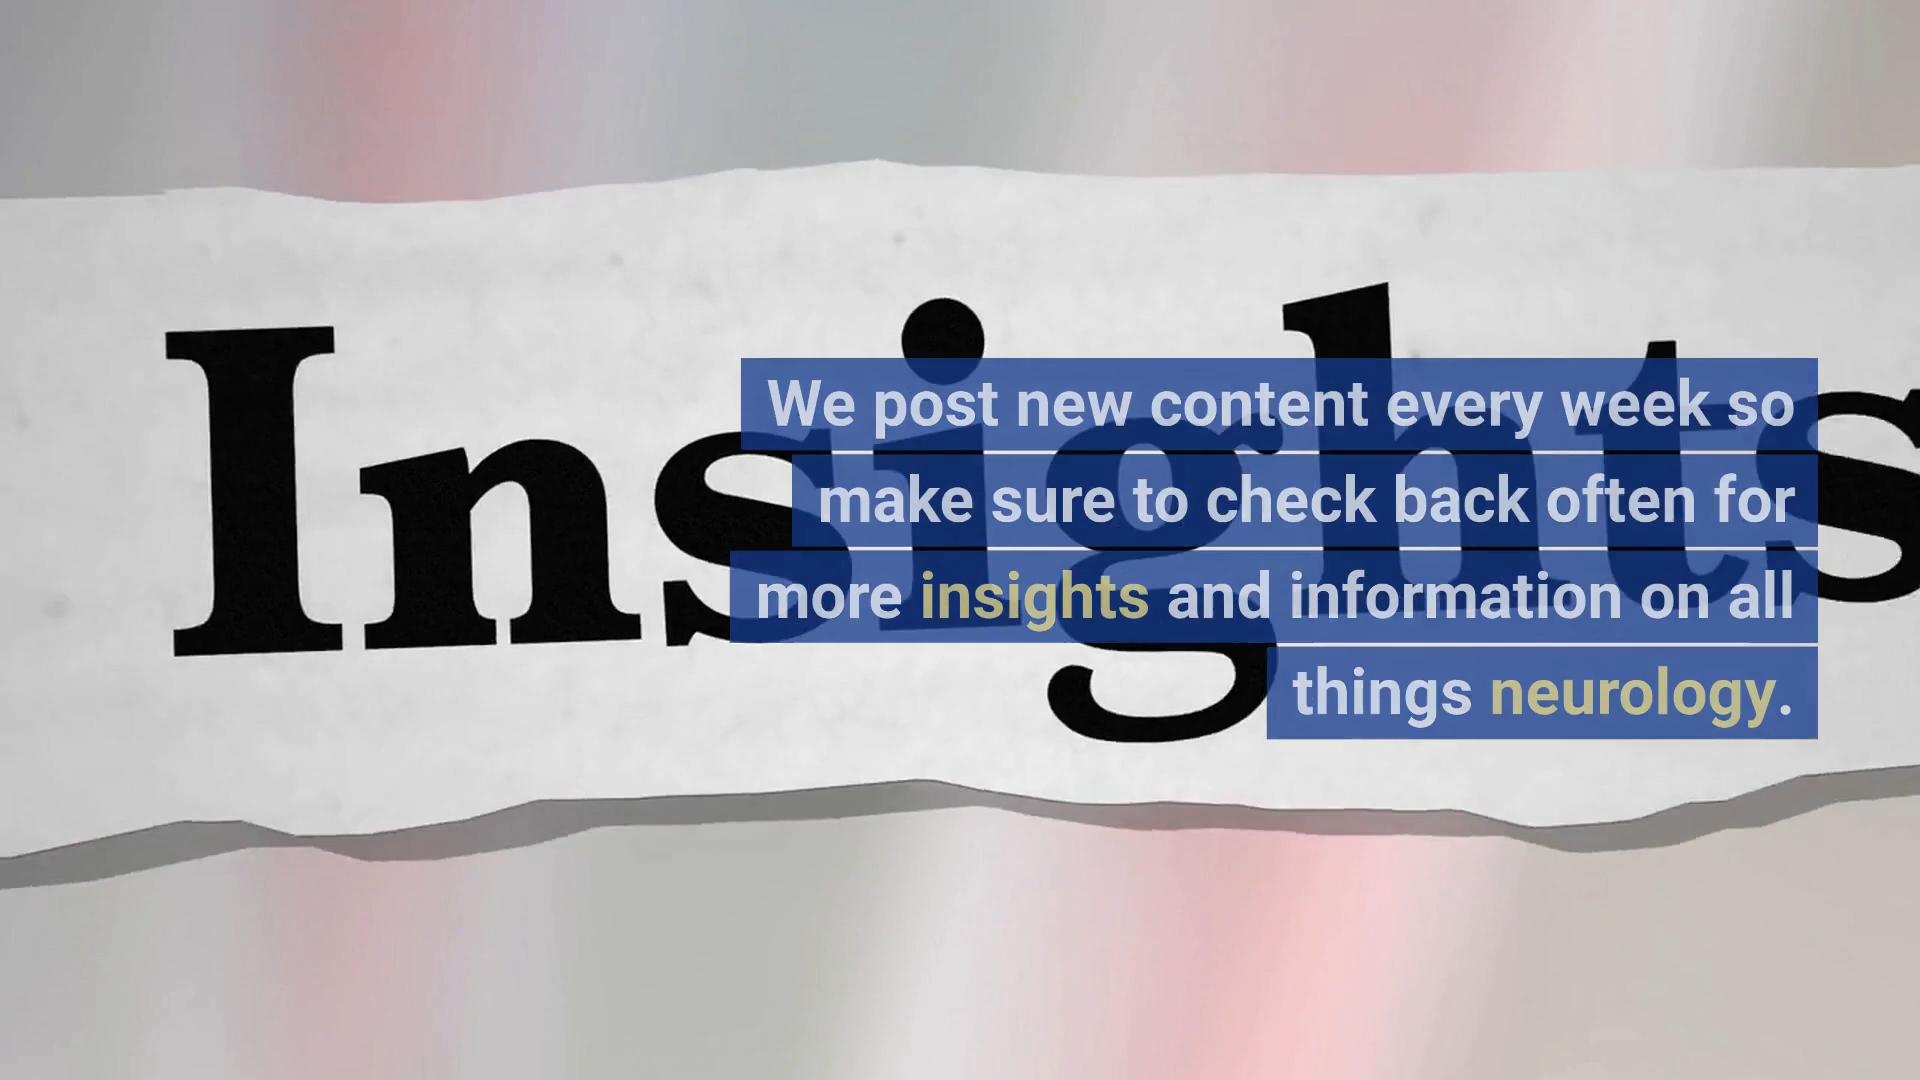 Insights
We post new content every week so
make sure to check back often for
more insights and information on all
things neurology.